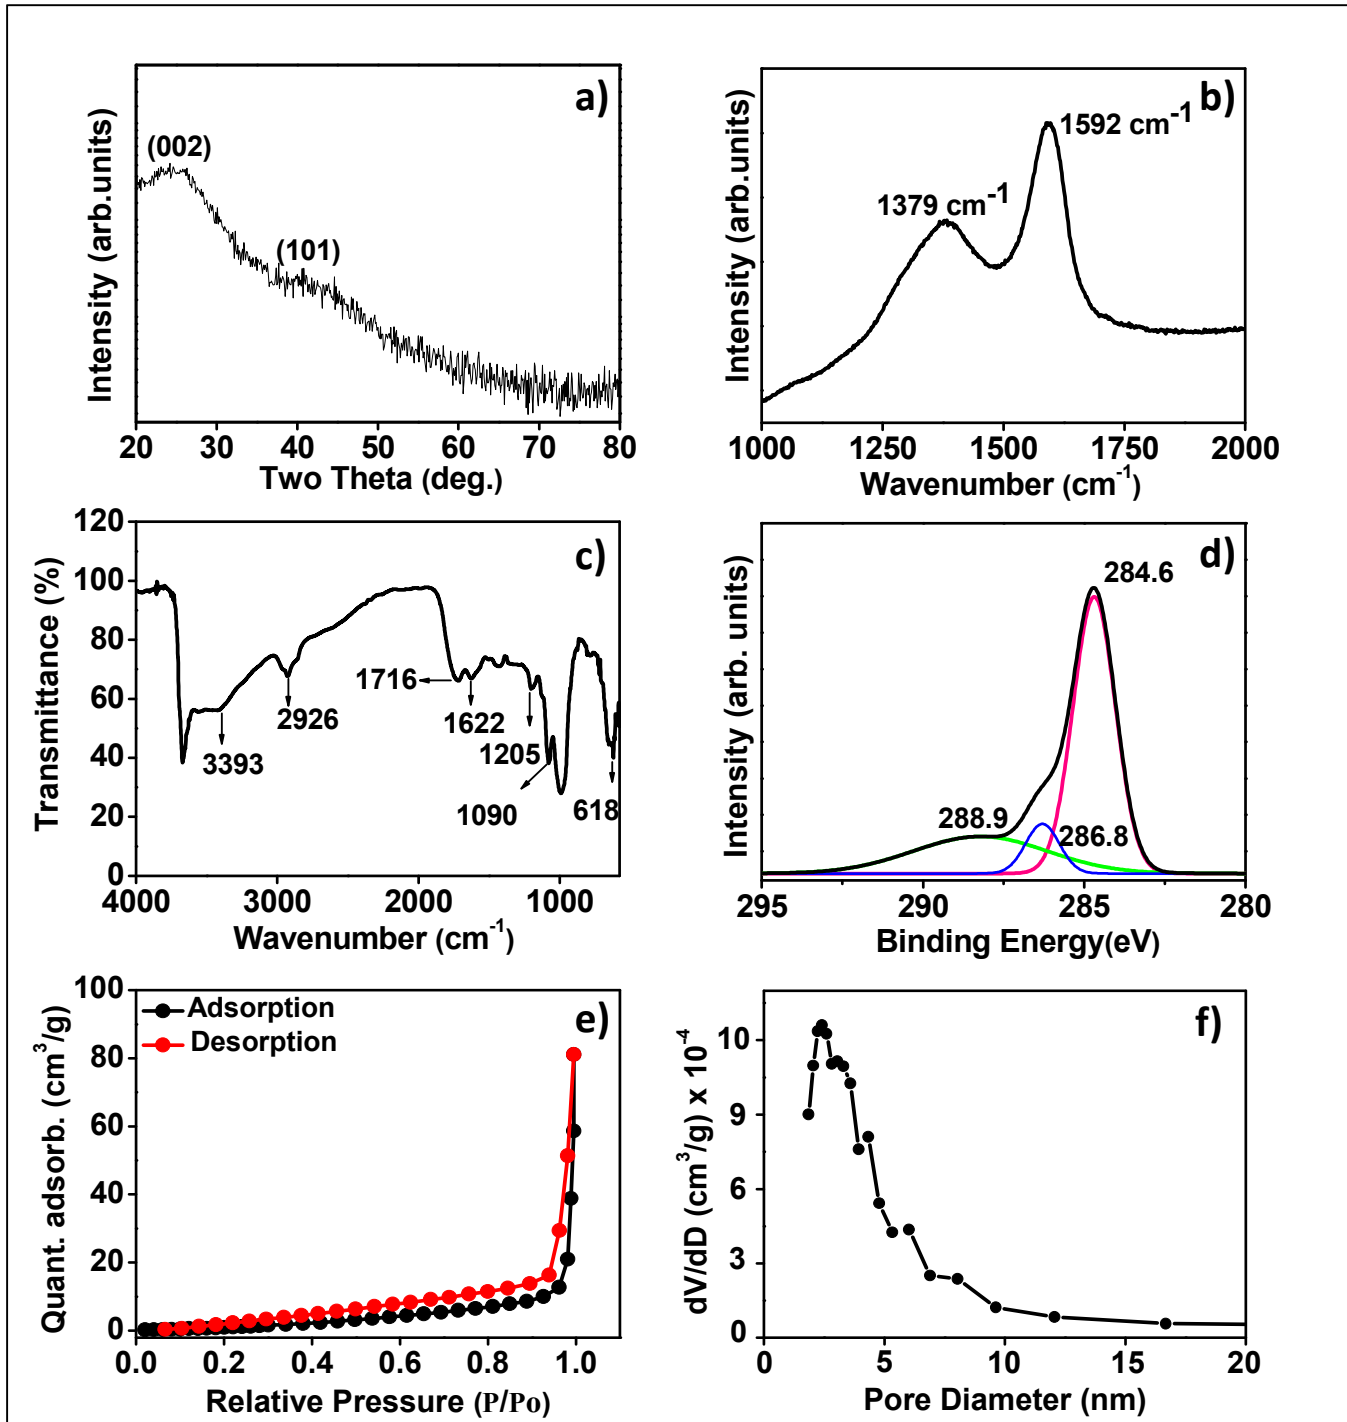 a)
Intensity (arb.units)
(002)
(101)
20 30 40 50 60 70 80
Two Theta (deg.)
b)
Intensity (arb.units)
1592 cm⁻¹
1379 cm⁻¹
1000 1250 1500 1750 2000
Wavenumber (cm⁻¹)
c)
Transmittance (%)
120
100
80
60
40
20
0
3393
2926
1716
1622
1205
1090
618
4000 3000 2000 1000
Wavenumber (cm⁻¹)
d)
Intensity (arb. units)
284.6
288.9
286.8
295 290 285 280
Binding Energy(eV)
e)
Quant. adsorb. (cm³/g)
100
80
60
40
20
0
Adsorption
Desorption
0.0 0.2 0.4 0.6 0.8 1.0
Relative Pressure (P/Po)
f)
dV/dD (cm³/g) x 10⁻⁴
10
9
6
3
0
0 5 10 15 20
Pore Diameter (nm)